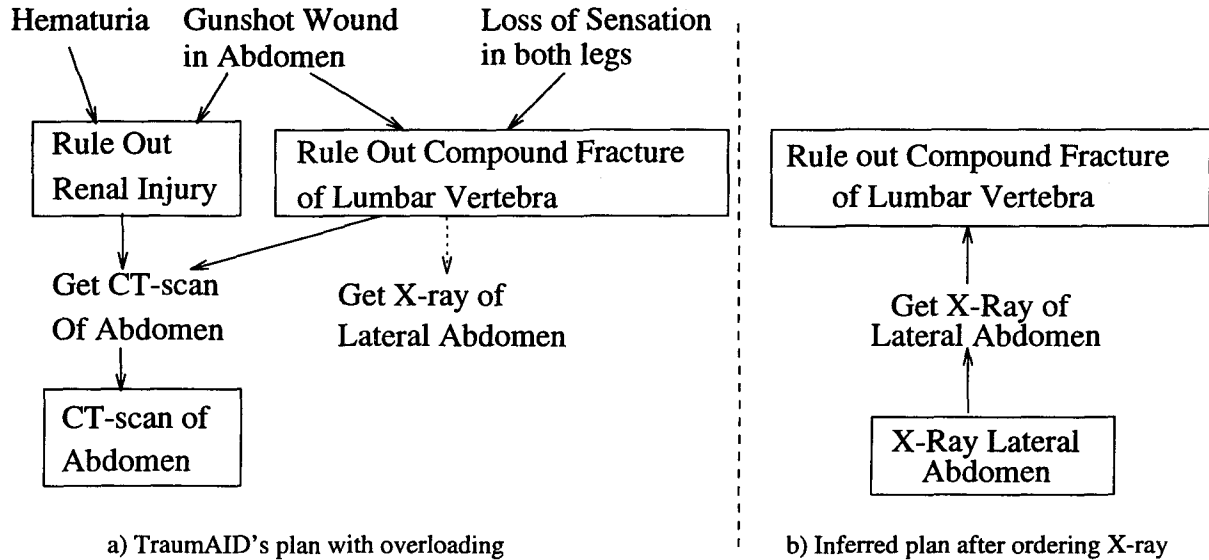 Hematuria
Gunshot Wound
in Abdomen
Loss of Sensation
in both legs
Rule Out
Renal Injury
Rule Out Compound Fracture
of Lumbar Vertebra
Get CT-scan
Of Abdomen
Get X-ray of
Lateral Abdomen
CT-scan of
Abdomen
a) TraumAID's plan with overloading
Rule out Compound Fracture
of Lumbar Vertebra
Get X-Ray of
Lateral Abdomen
X-Ray Lateral
Abdomen
b) Inferred plan after ordering X-ray